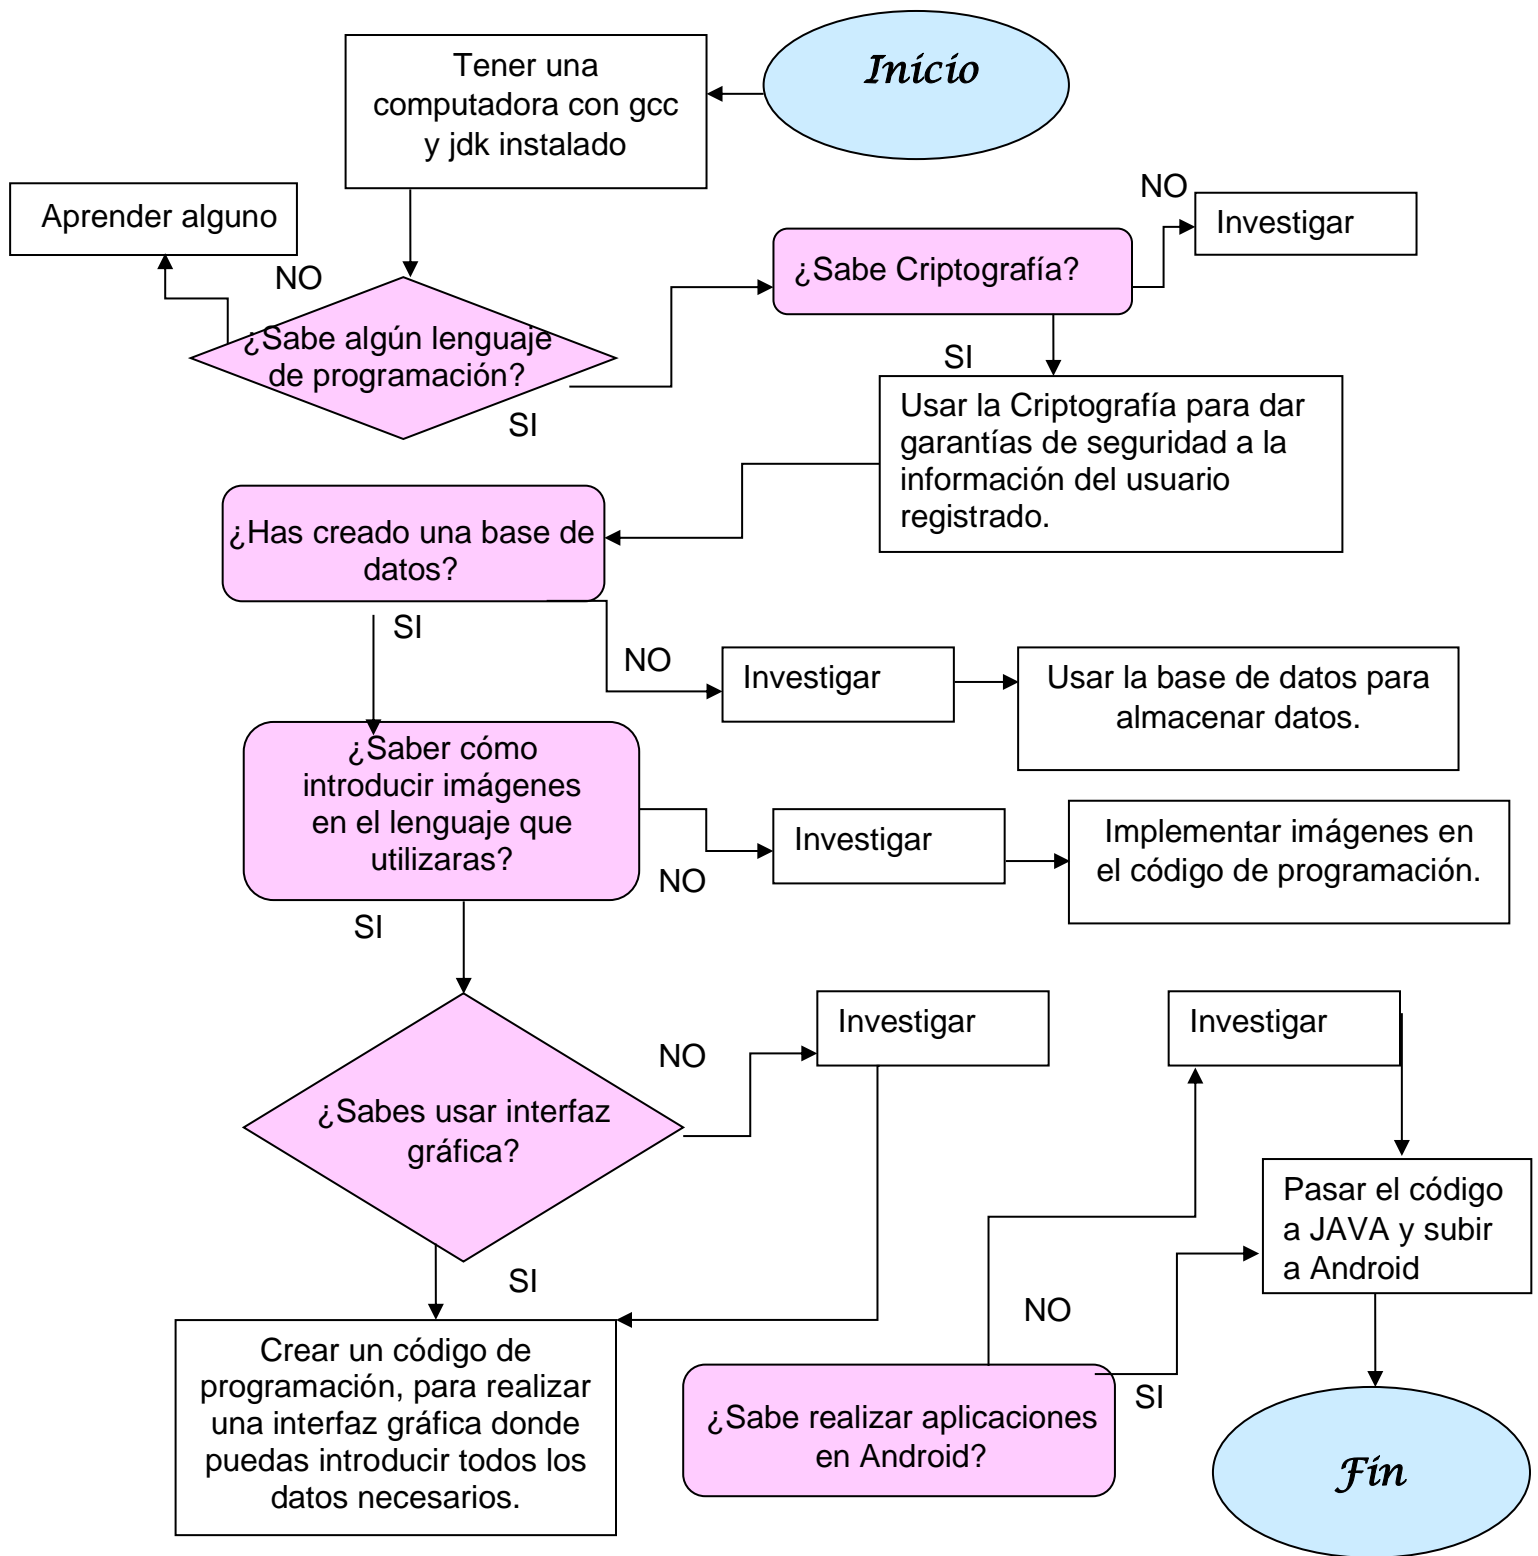 Inicio
Tener una
computadora con gcc
y jdk instalado
Aprender alguno
NO
¿Sabe algún lenguaje
de programación?
SI
¿Sabe Criptografía?
NO
Investigar
SI
Usar la Criptografía para dar
garantías de seguridad a la
información del usuario
registrado.
¿Has creado una base de
datos?
SI
NO
Investigar
Usar la base de datos para
almacenar datos.
¿Saber cómo
introducir imágenes
en el lenguaje que
utilizaras?
NO
Investigar
Implementar imágenes en
el código de programación.
SI
¿Sabes usar interfaz
gráfica?
NO
Investigar
SI
Crear un código de
programación, para realizar
una interfaz gráfica donde
puedas introducir todos los
datos necesarios.
¿Sabe realizar aplicaciones
en Android?
NO
Investigar
SI
Pasar el código
a JAVA y subir
a Android
Fin